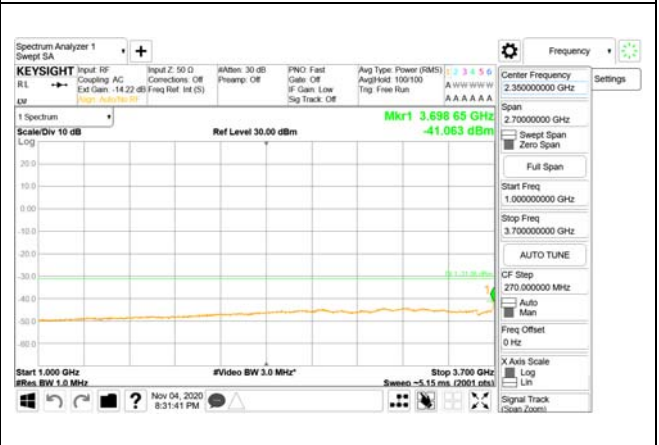 Spectrum Analyzer 1
Swept SA
+
Frequency
KEYSIGHT
RL
Input: RF
Coupling: AC
Ext Gain: -14.22 dB
Align: Auto/No RF
Input Z: 50 Ω
Corrections: Off
Freq Ref: Int (S)
#Atten: 30 dB
Preamp: Off
PNO: Fast
Gate: Off
IF Gain: Low
Sig Track: Off
Avg Type: Power (RMS)
Avg|Hold: 100/100
Trig: Free Run
1 2 3 4 5 6
A W W W W W
A A A A A A
1 Spectrum
Scale/Div 10 dB
Log
Ref Level 30.00 dBm
Mkr1 3.698 65 GHz
-41.063 dBm
20.0
10.0
0.00
-10.0
-20.0
-30.0
-40.0
-50.0
-60.0
1
Start 1.000 GHz
#Res BW 1.0 MHz
#Video BW 3.0 MHz*
Stop 3.700 GHz
Sweep ~5.15 ms (2001 pts)
Nov 04, 2020
8:31:41 PM
?
Settings
Center Frequency
2.350000000 GHz
Span
2.70000000 GHz
Swept Span
Zero Span
Full Span
Start Freq
1.000000000 GHz
Stop Freq
3.700000000 GHz
AUTO TUNE
CF Step
270.000000 MHz
Auto
Man
Freq Offset
0 Hz
X Axis Scale
Log
Lin
Signal Track
(Span Zoom)